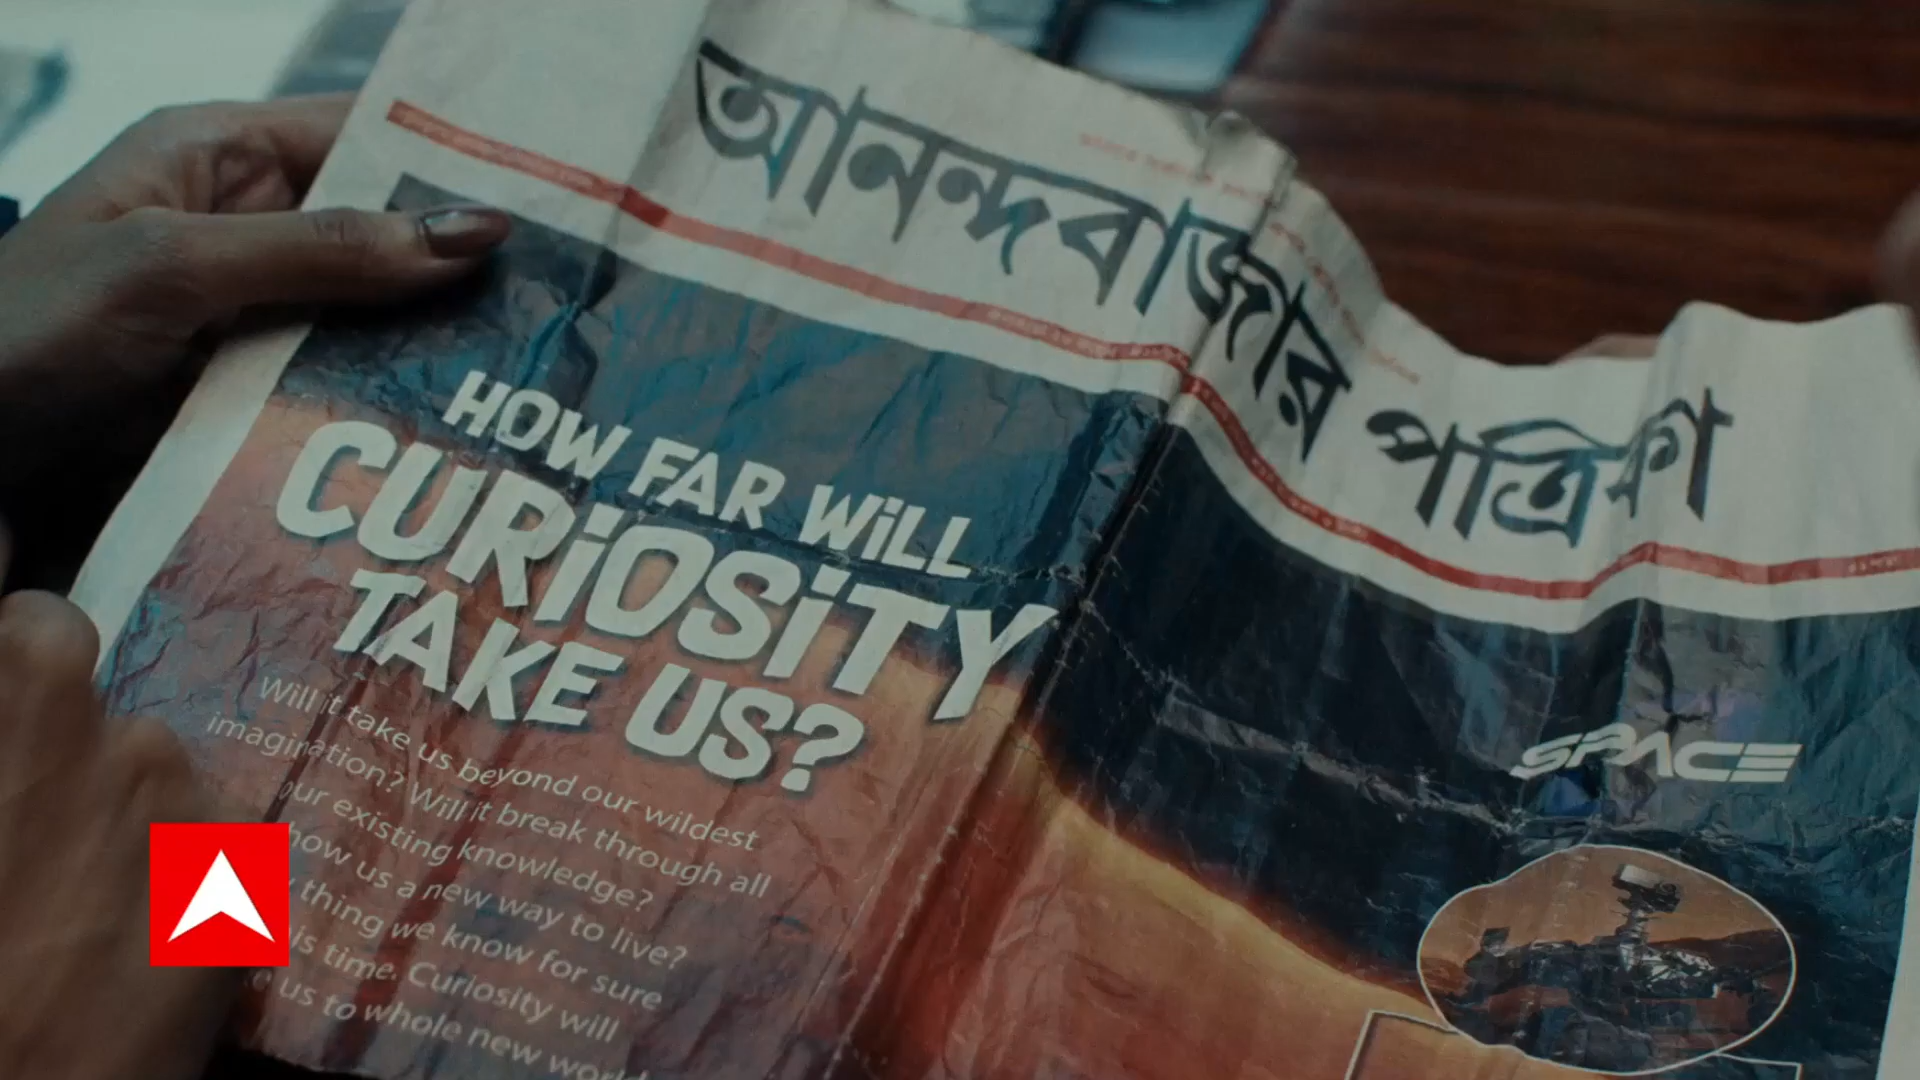 আনন্দবাজার পত্রিকা
HOW FAR WiLL
CURiOSiTY
TAKE US?
Will it take us beyond our wildest
imagination? Will it break through all
our existing knowledge?
how us a new way to live?
thing we know for sure
is time. Curiosity will
us to whole new world
SPACE